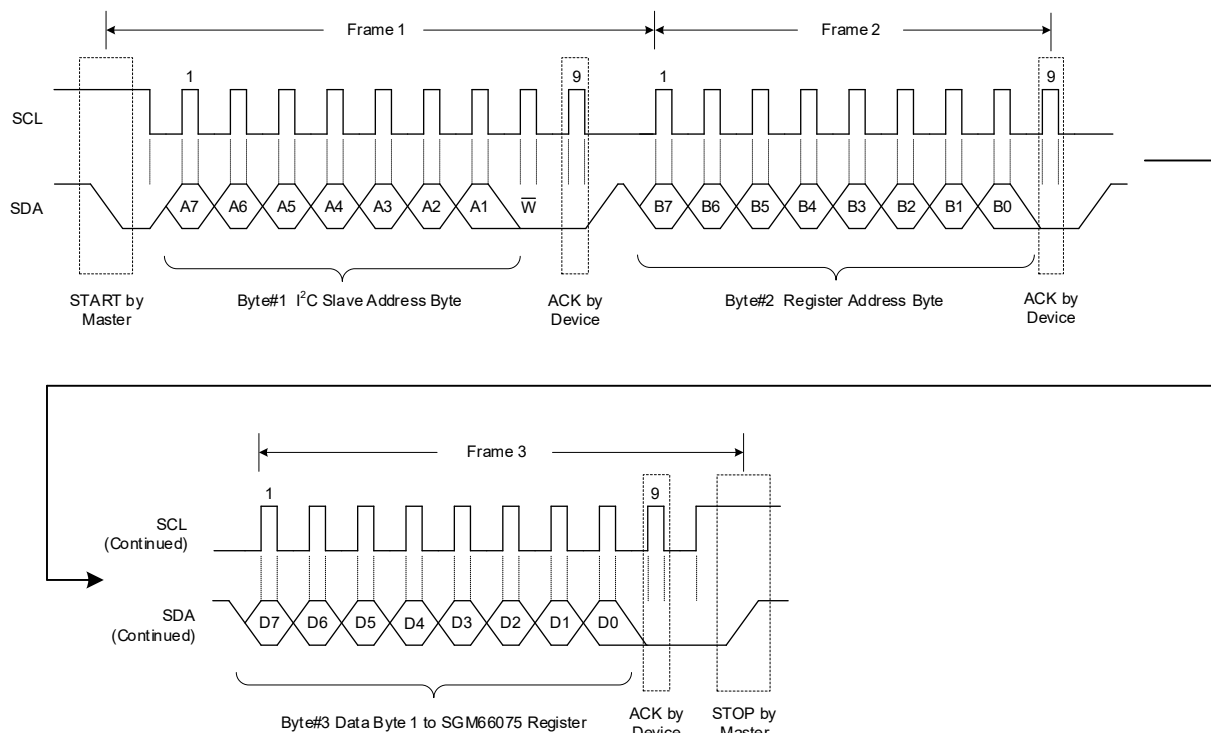 Frame 1
Frame 2
1
9
1
9
SCL
SDA
A7 A6 A5 A4 A3 A2 A1 W̅
B7 B6 B5 B4 B3 B2 B1 B0
START by
Master
Byte#1 I²C Slave Address Byte
ACK by
Device
Byte#2 Register Address Byte
ACK by
Device
Frame 3
1
9
SCL
(Continued)
SDA
(Continued)
D7 D6 D5 D4 D3 D2 D1 D0
Byte#3 Data Byte 1 to SGM66075 Register
ACK by
Device
STOP by
Master